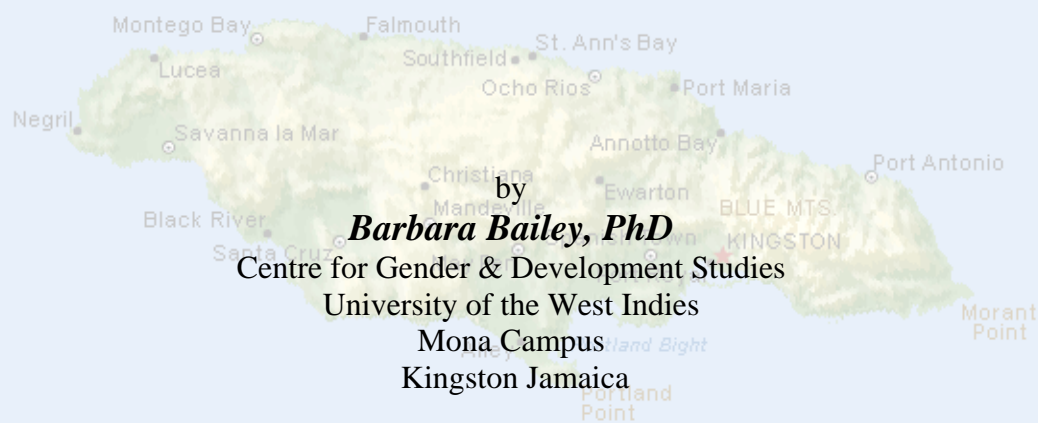 Montego Bay
Falmouth
Southfield
St. Ann's Bay
Lucea
Ocho Rios
Port Maria
Negril
Savanna la Mar
Annotto Bay
Port Antonio
Christiana
by
Ewarton
Mandeville
BLUE MTS.
Black River
Barbara Bailey, PhD
Santa Cruz
KINGSTON
Centre for Gender & Development Studies
University of the West Indies
Morant
Point
Mona Campus
Kingston Jamaica
Portland
Point